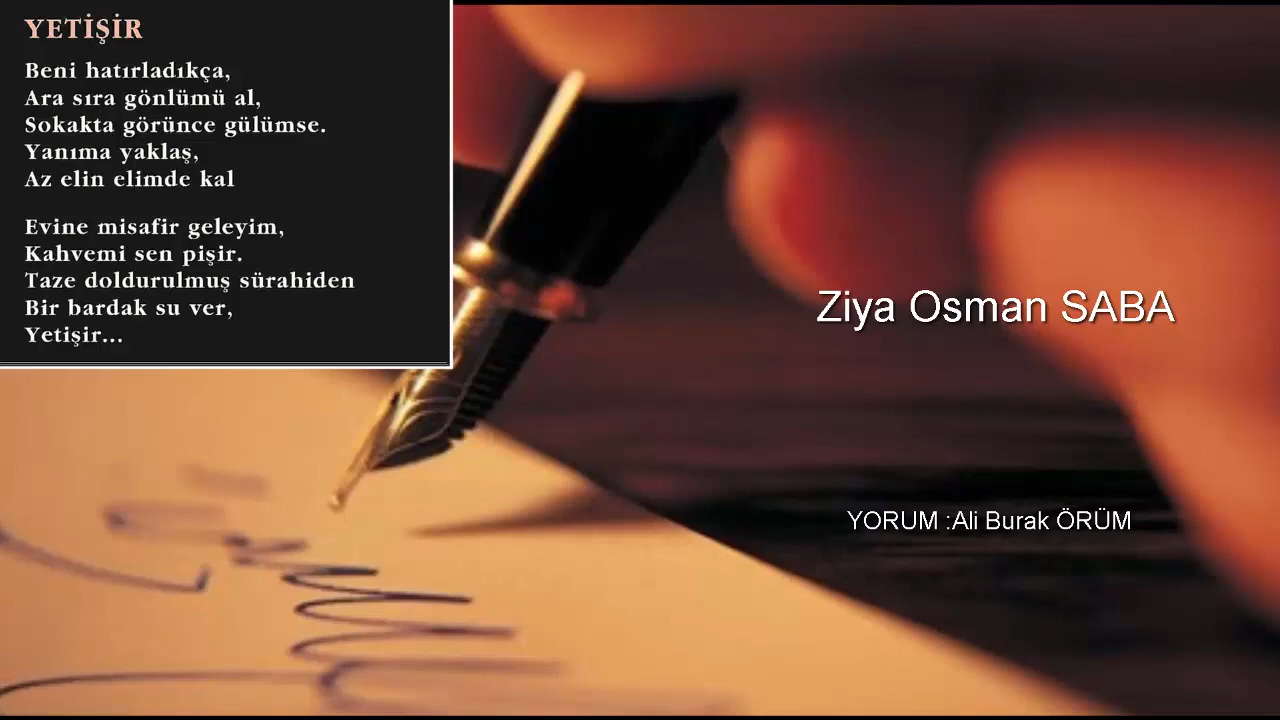 YETİŞİR
Beni hatırladıkça,
Ara sıra gönlümü al,
Sokakta görünce gülümse.
Yanıma yaklaş,
Az elin elimde kal
Evine misafir geleyim,
Kahvemi sen pişir.
Taze doldurulmuş sürahiden
Bir bardak su ver,
Yetişir...
Ziya Osman SABA
YORUM :Ali Burak ÖRÜM